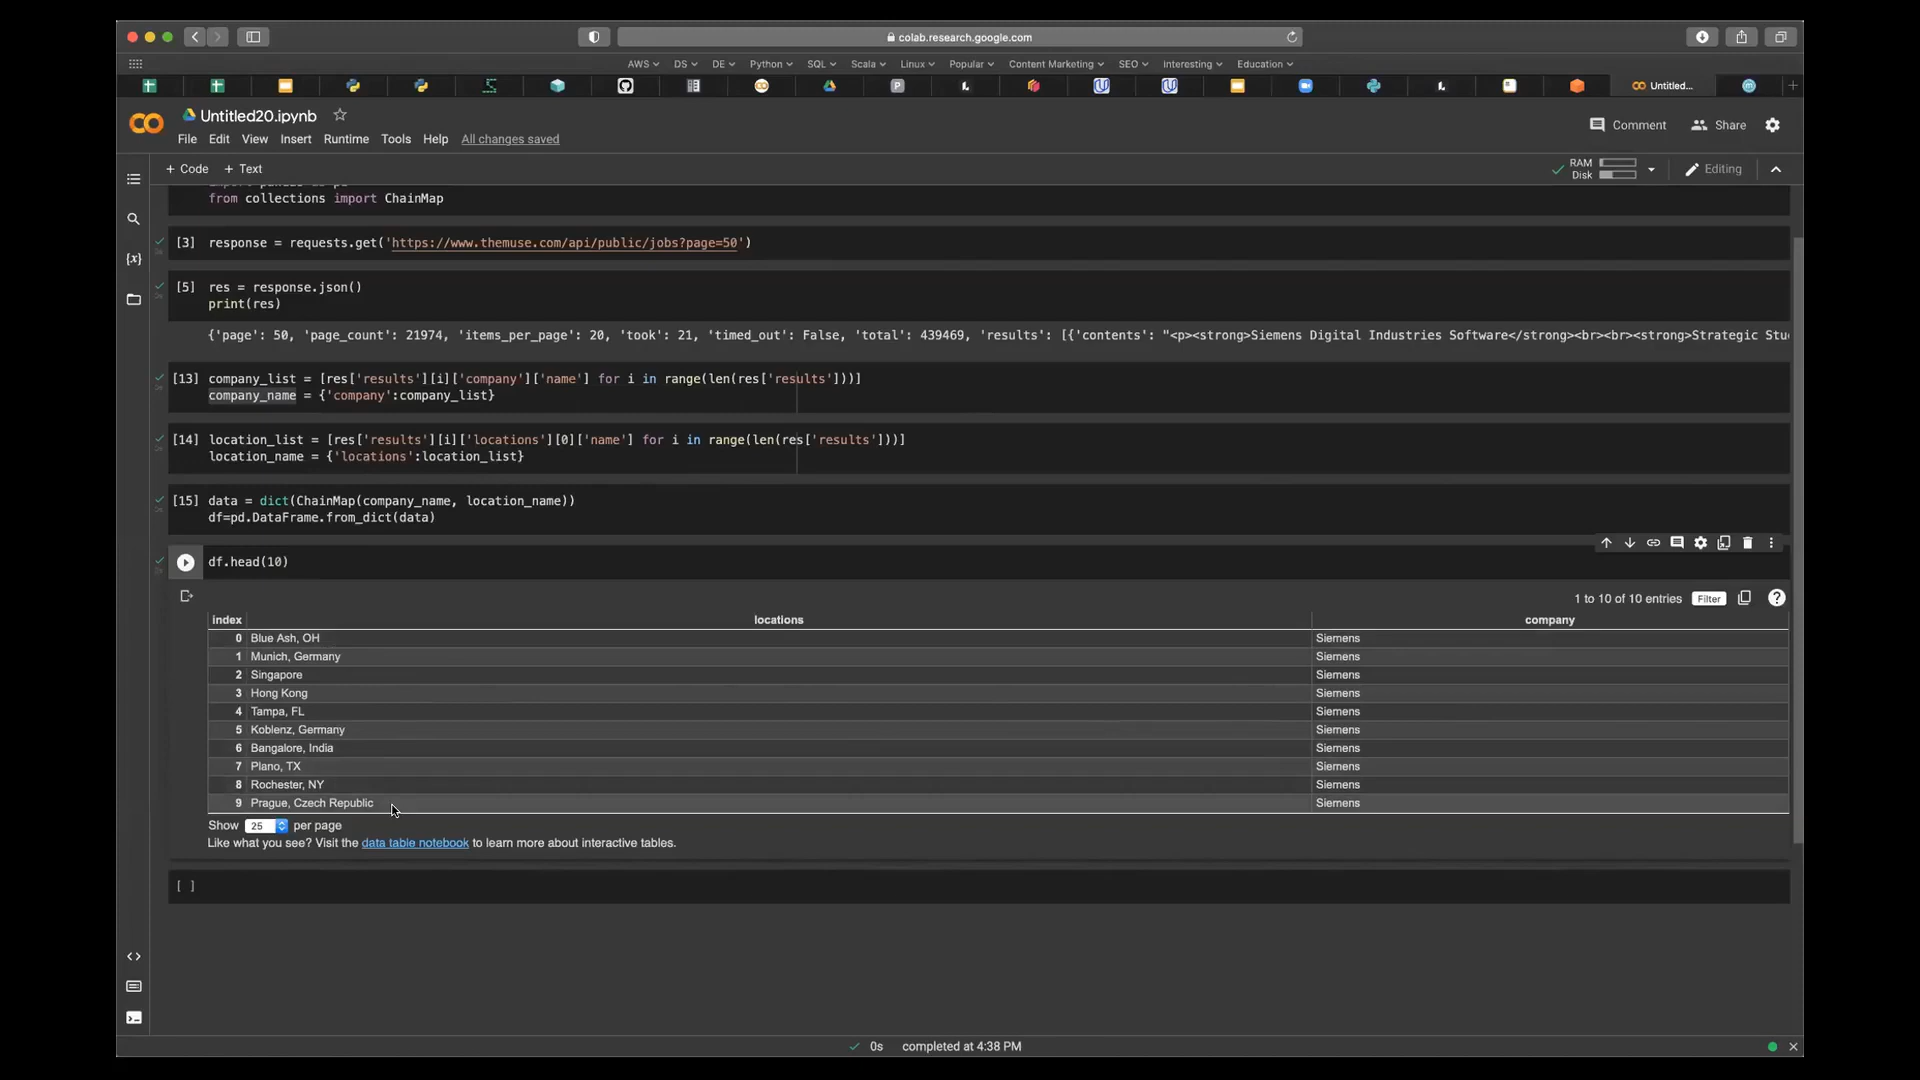 colab.research.google.com
AWS DS DE Python SQL Scala Linux Popular Content Marketing SEO Interesting Education
Untitled...
Untitled20.ipynb
File Edit View Insert Runtime Tools Help All changes saved
Comment Share
+ Code + Text
RAM
Disk
Editing
from collections import ChainMap
[3] response = requests.get('https://www.themuse.com/api/public/jobs?page=50')
[5] res = response.json()
print(res)
{'page': 50, 'page_count': 21974, 'items_per_page': 20, 'took': 21, 'timed_out': False, 'total': 439469, 'results': [{'contents': "<p><strong>Siemens Digital Industries Software</strong><br><br><strong>Strategic Stu
[13] company_list = [res['results'][i]['company']['name'] for i in range(len(res['results']))]
company_name = {'company':company_list}
[14] location_list = [res['results'][i]['locations'][0]['name'] for i in range(len(res['results']))]
location_name = {'locations':location_list}
[15] data = dict(ChainMap(company_name, location_name))
df=pd.DataFrame.from_dict(data)
df.head(10)
1 to 10 of 10 entries Filter
index locations company
0 Blue Ash, OH Siemens
1 Munich, Germany Siemens
2 Singapore Siemens
3 Hong Kong Siemens
4 Tampa, FL Siemens
5 Koblenz, Germany Siemens
6 Bangalore, India Siemens
7 Plano, TX Siemens
8 Rochester, NY Siemens
9 Prague, Czech Republic Siemens
Show 25 per page
Like what you see? Visit the data table notebook to learn more about interactive tables.
[ ]
0s completed at 4:38 PM